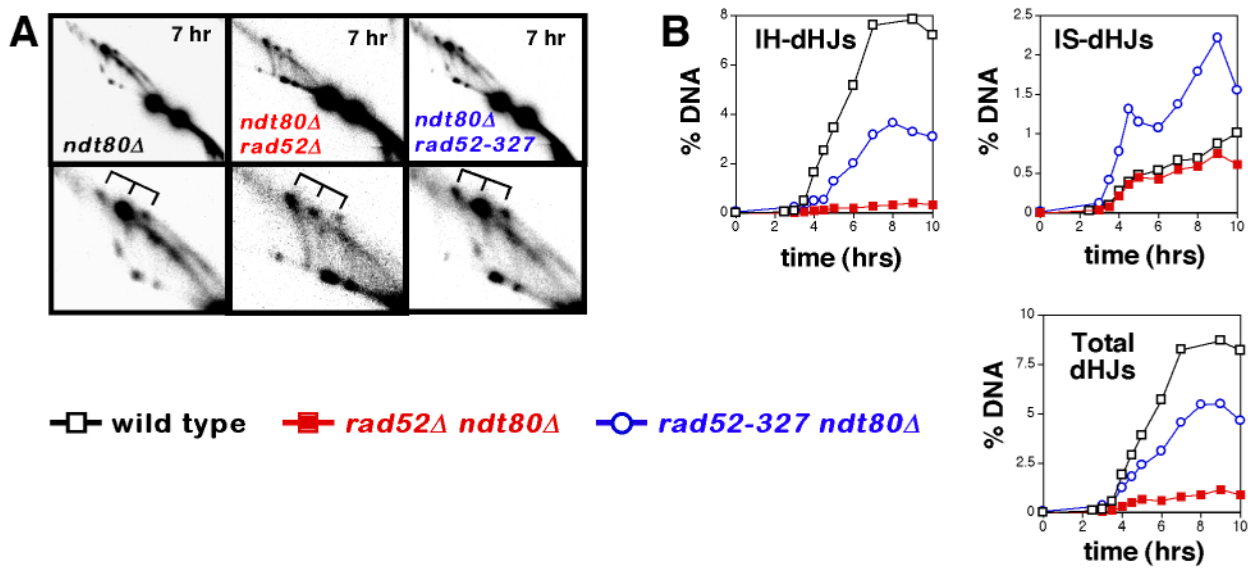 A
7 hr
7 hr
7 hr
ndt80Δ
ndt80Δ
rad52Δ
ndt80Δ
rad52-327
B
IH-dHJs
% DNA
8
6
4
2
0
0
2
4
6
8
10
time (hrs)
IS-dHJs
% DNA
2.5
2
1.5
1
0.5
0
0
2
4
6
8
10
time (hrs)
Total
dHJs
% DNA
10
7.5
5
2.5
0
0
2
4
6
8
10
time (hrs)
wild type
rad52Δ ndt80Δ
rad52-327 ndt80Δ